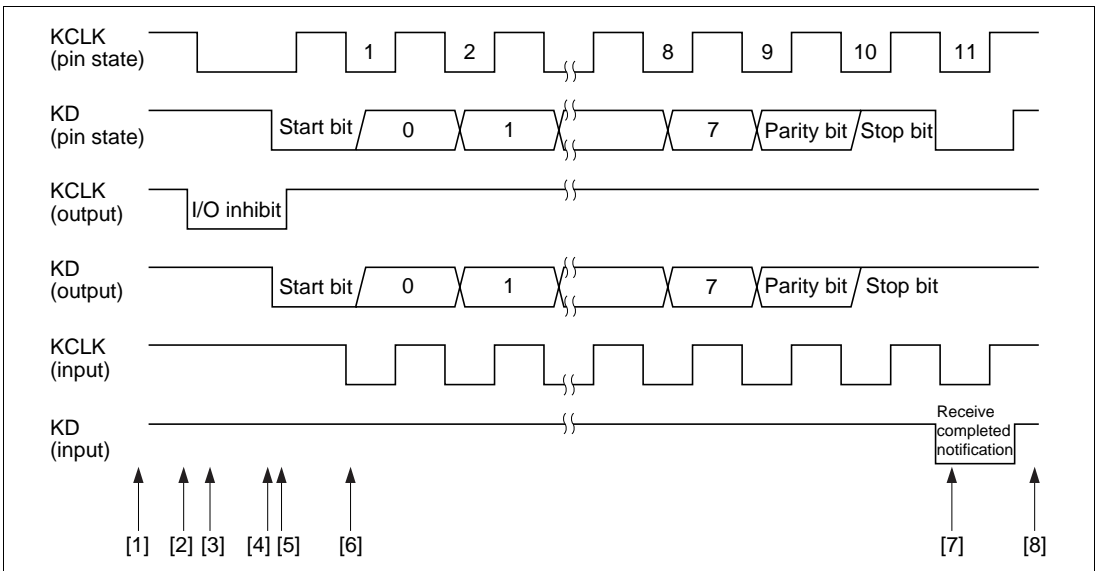 KCLK
(pin state)
1 2 8 9 10 11
KD
(pin state)
Start bit 0 1 7 Parity bit Stop bit
KCLK
(output)
I/O inhibit
KD
(output)
Start bit 0 1 7 Parity bit Stop bit
KCLK
(input)
KD
(input)
Receive
completed
notification
[1] [2] [3] [4] [5] [6] [7] [8]